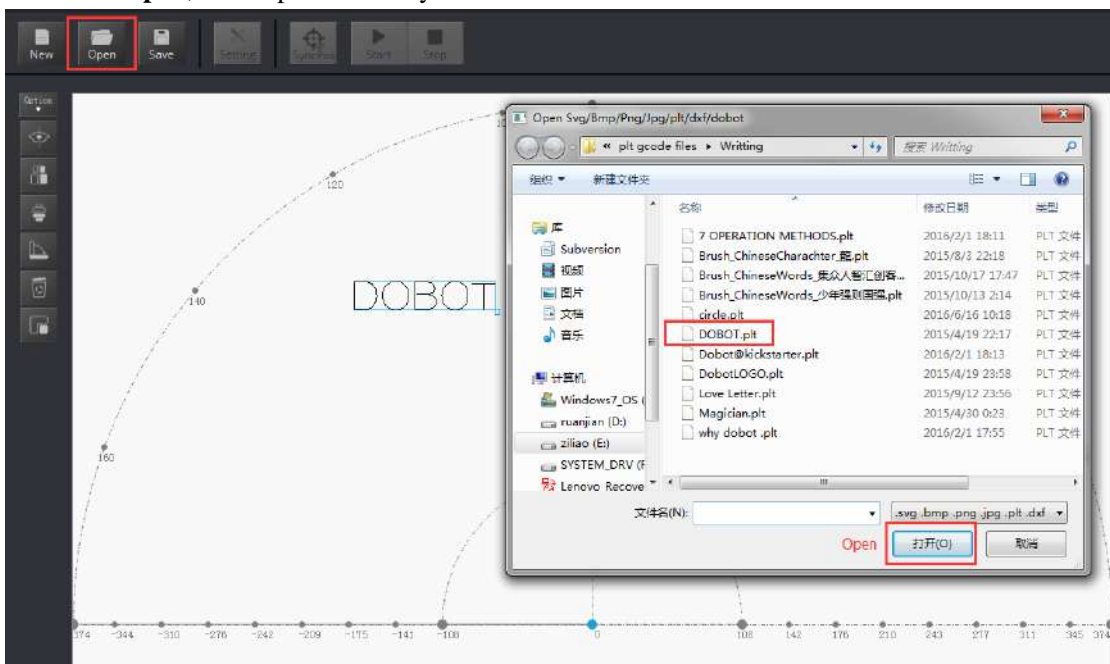 New
Open
Save
Setting
Start
Stop
Option
Open Svg/Bmp/Png/Jpg/plt/dxf/dobot
« plt gcode files ▸ Writting
搜索 Writting
组织
新建文件夹
名称
修改日期
类型
库
Subversion
视频
图片
文档
音乐
计算机
Windows7_OS (
ruanjian (D:)
ziliao (E:)
SYSTEM_DRV (F
Lenovo Recove
7 OPERATION METHODS.plt 2016/2/1 18:11 PLT 文件
Brush_ChineseCharachter_龍.plt 2015/8/3 22:18 PLT 文件
Brush_ChineseWords_集众人智汇创客... 2015/10/17 17:47 PLT 文件
Brush_ChineseWords_少年强则国强.plt 2015/10/13 2:14 PLT 文件
circle.plt 2016/6/16 10:18 PLT 文件
DOBOT.plt 2015/4/19 22:17 PLT 文件
Dobot@kickstarter.plt 2016/2/1 18:13 PLT 文件
DobotLOGO.plt 2015/4/19 23:58 PLT 文件
Love Letter.plt 2015/9/12 23:56 PLT 文件
Magician.plt 2015/4/30 0:23 PLT 文件
why dobot .plt 2016/2/1 17:55 PLT 文件
文件名(N):
.svg .bmp .png .jpg .plt .dxf
Open
打开(O)
取消
120
140
DOBOT
160
374 -344 -310 -276 -242 -209 -175 -141 -108 0 108 142 176 210 243 277 311 345 374